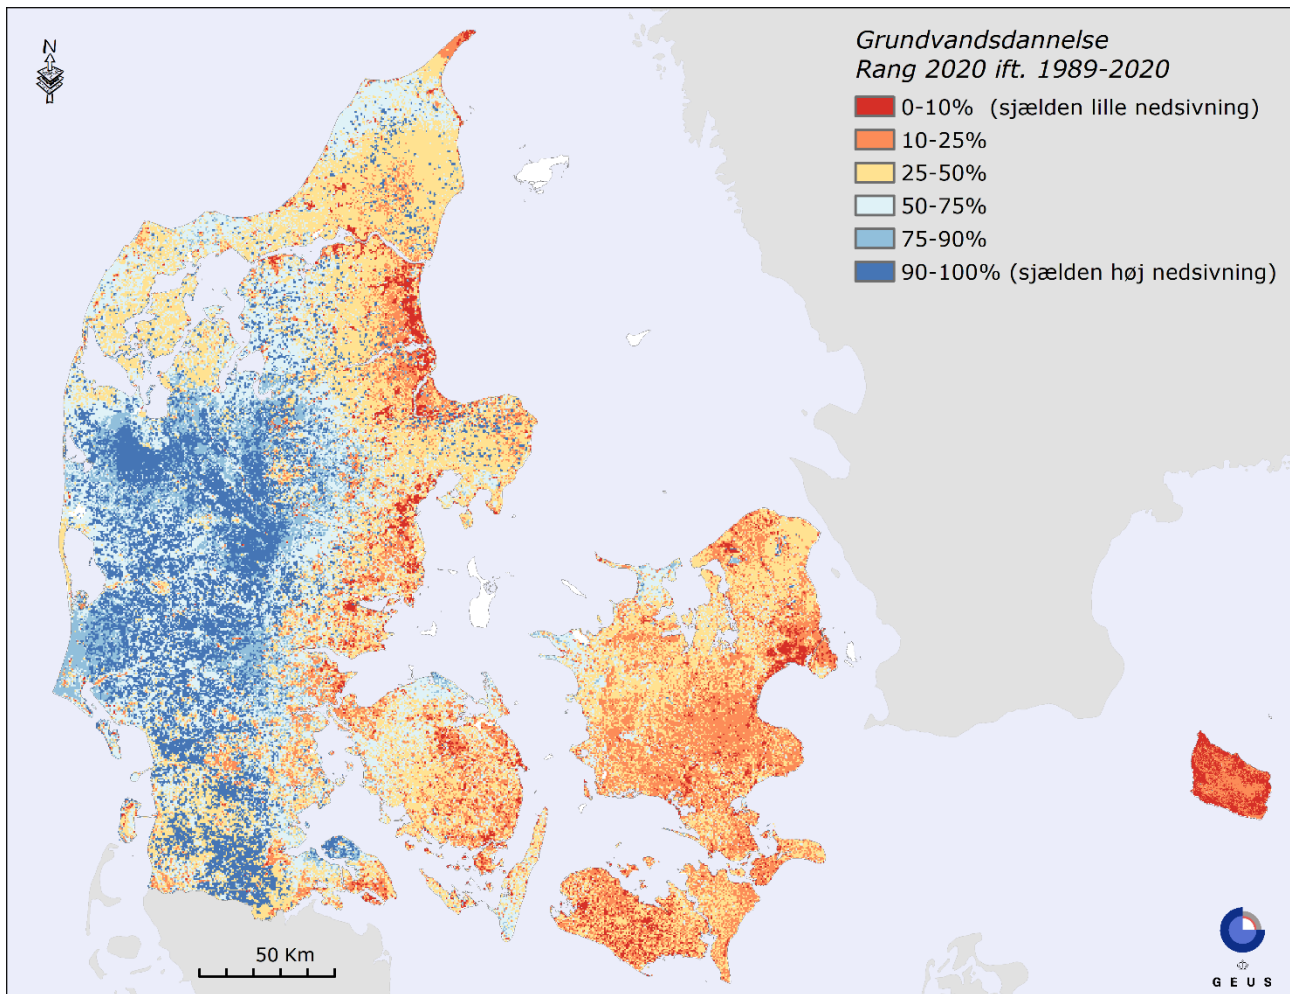 N
Grundvandsdannelse
Rang 2020 ift. 1989-2020
0-10% (sjælden lille nedsivning)
10-25%
25-50%
50-75%
75-90%
90-100% (sjælden høj nedsivning)
50 Km
GEUS